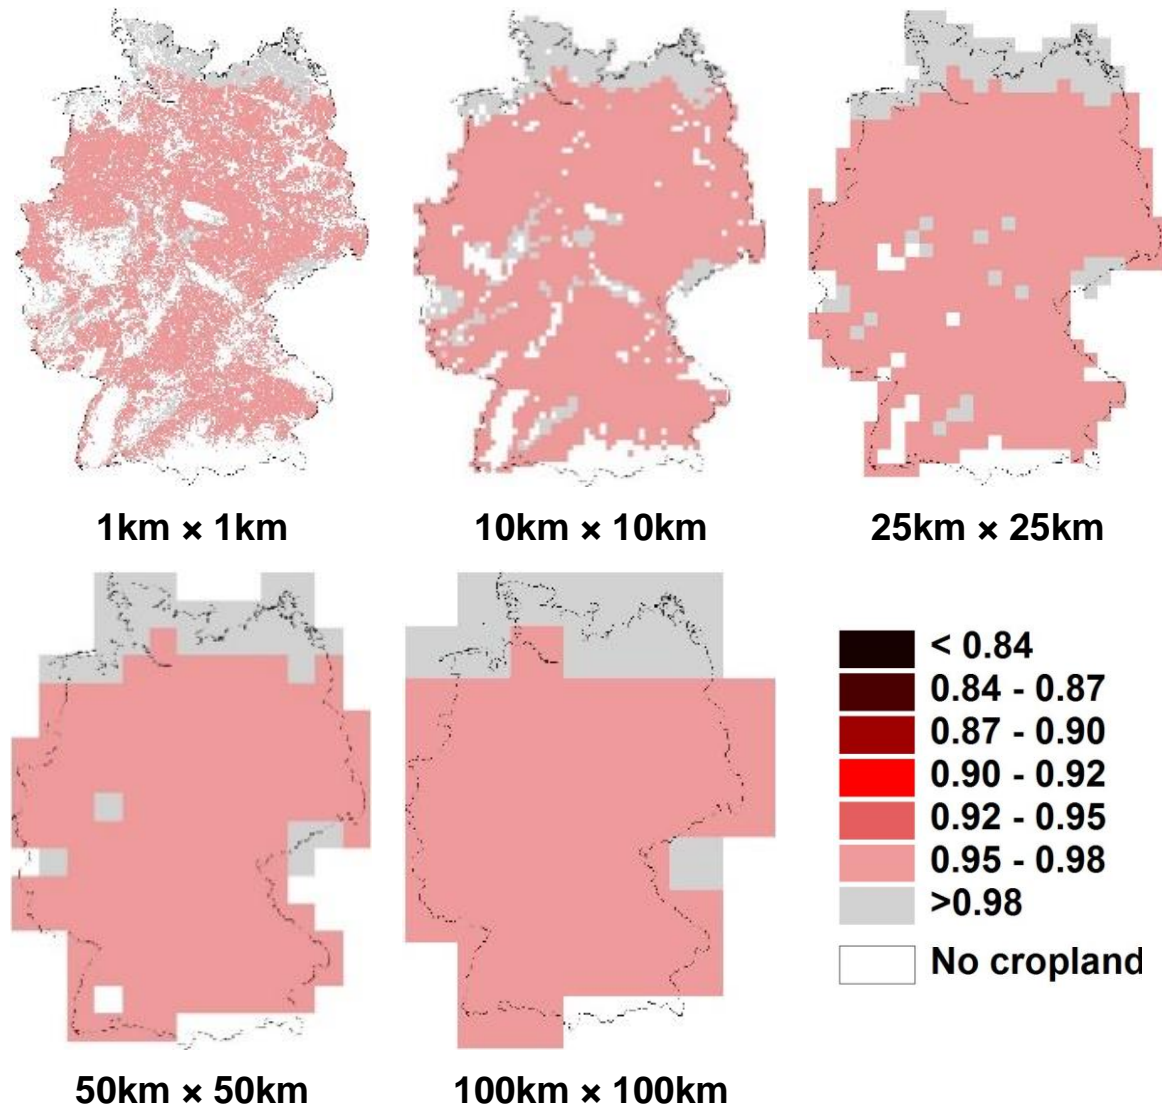 1km × 1km
10km × 10km
25km × 25km
< 0.84
0.84 - 0.87
0.87 - 0.90
0.90 - 0.92
0.92 - 0.95
0.95 - 0.98
>0.98
No cropland
50km × 50km
100km × 100km